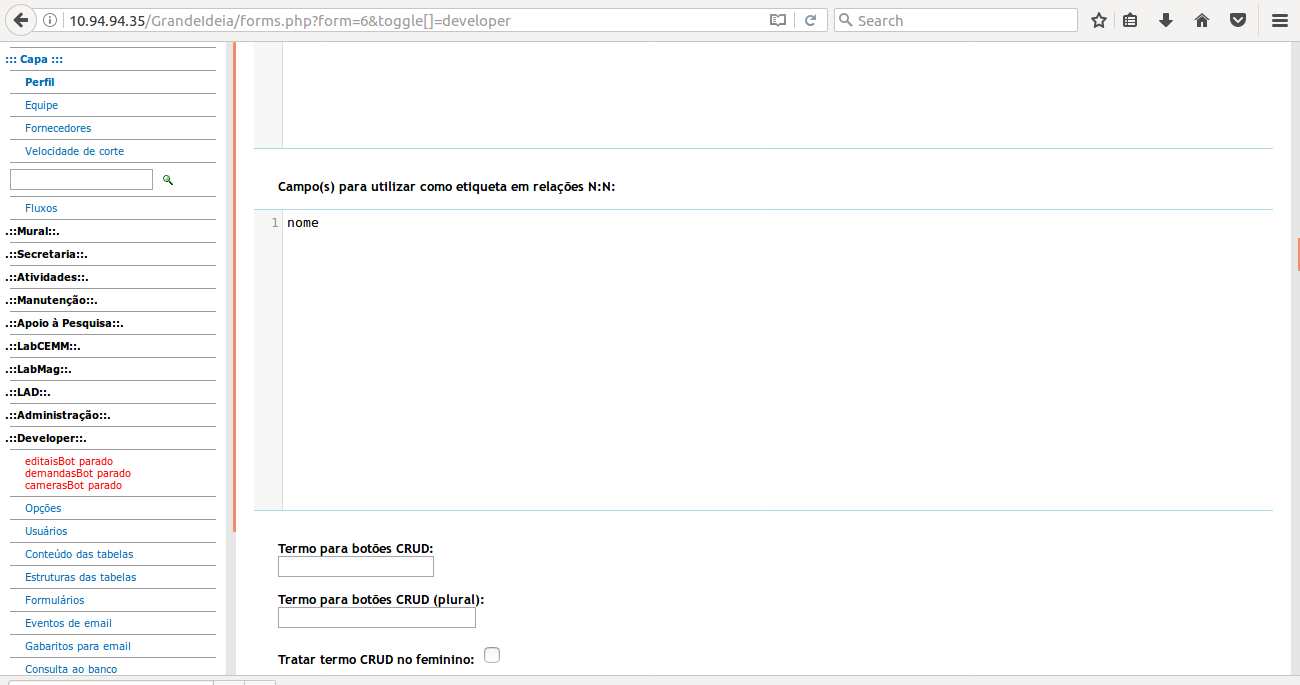 10.94.94.35/GrandeIdeia/forms.php?form=6&toggle[]=developer
Search
::: Capa :::
Perfil
Equipe
Fornecedores
Velocidade de corte
Fluxos
.::Mural::.
.::Secretaria::.
.::Atividades::.
.::Manutenção::.
.::Apoio à Pesquisa::.
.::LabCEMM::.
.::LabMag::.
.::LAD::.
.::Administração::.
.::Developer::.
editaisBot parado
demandasBot parado
camerasBot parado
Opções
Usuários
Conteúdo das tabelas
Estruturas das tabelas
Formulários
Eventos de email
Gabaritos para email
Consulta ao banco
Campo(s) para utilizar como etiqueta em relações N:N:
1 nome
Termo para botões CRUD:
Termo para botões CRUD (plural):
Tratar termo CRUD no feminino: